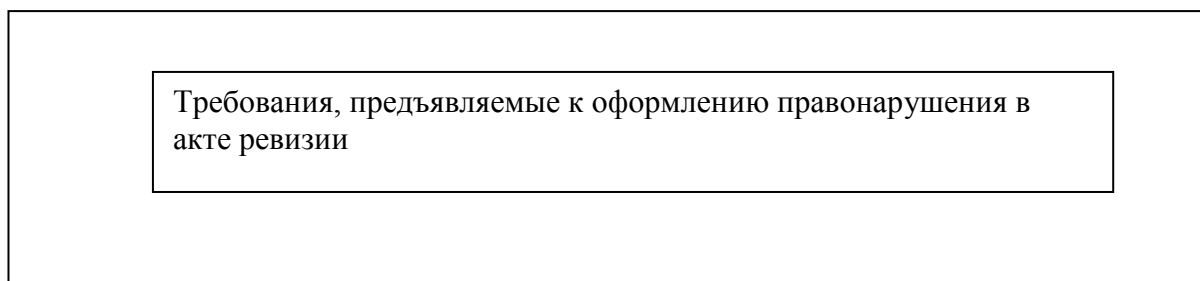 Требования, предъявляемые к оформлению правонарушения в
акте ревизии